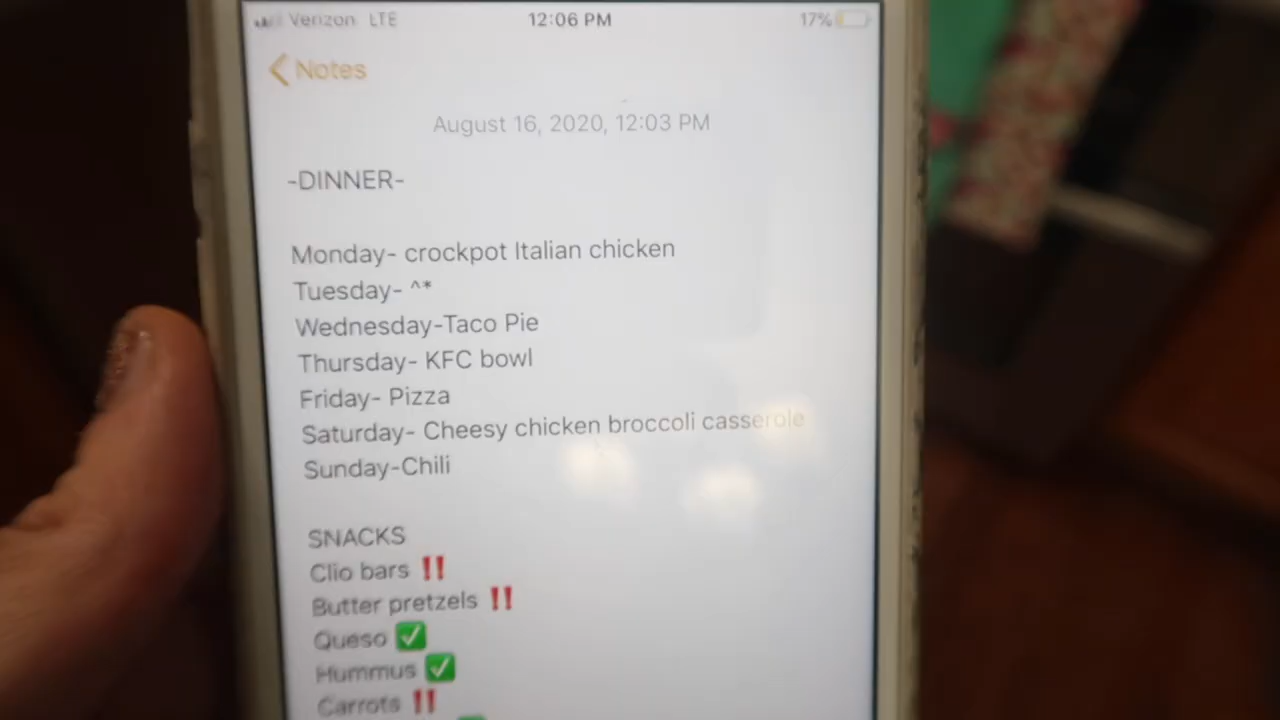 Verizon LTE 12:06 PM 17%
Notes
August 16, 2020, 12:03 PM
-DINNER-
Monday- crockpot Italian chicken
Tuesday- ^*
Wednesday-Taco Pie
Thursday- KFC bowl
Friday- Pizza
Saturday- Cheesy chicken broccoli casserole
Sunday-Chili
SNACKS
Clio bars ‼️
Butter pretzels ‼️
Queso ✅
Hummus ✅
Carrots ‼️